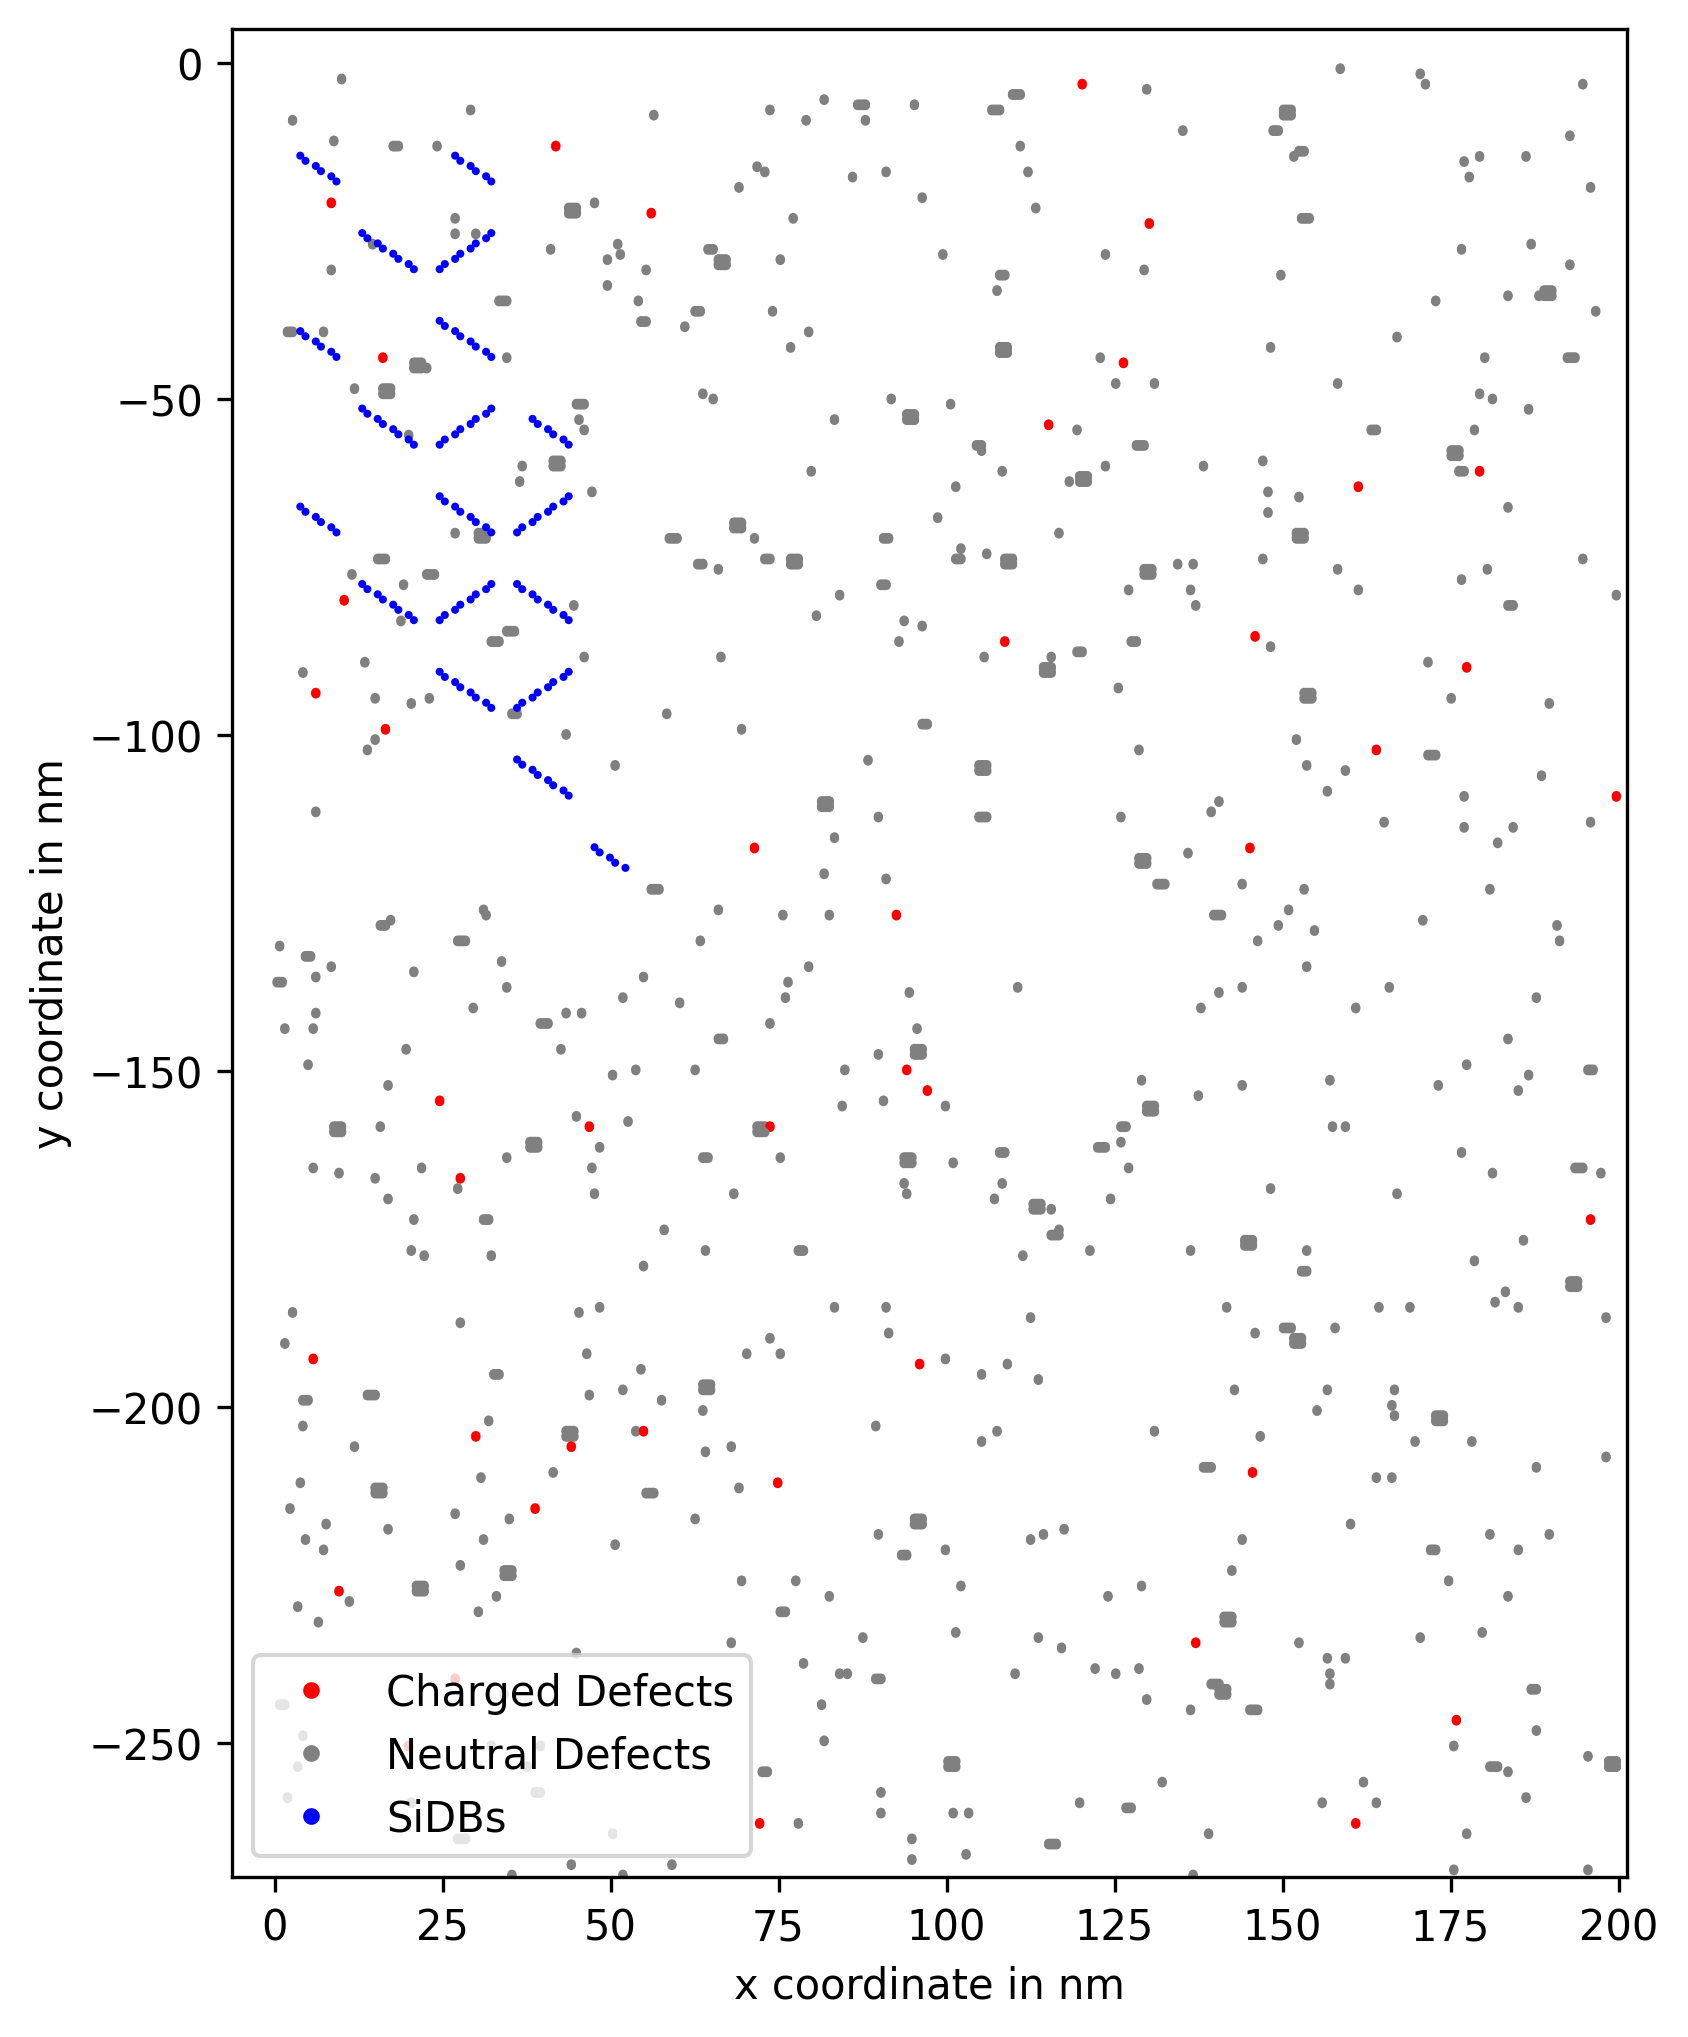 y coordinate in nm
0
−50
−100
−150
−200
−250
Charged Defects
Neutral Defects
SiDBs
0 25 50 75 100 125 150 175 200
x coordinate in nm